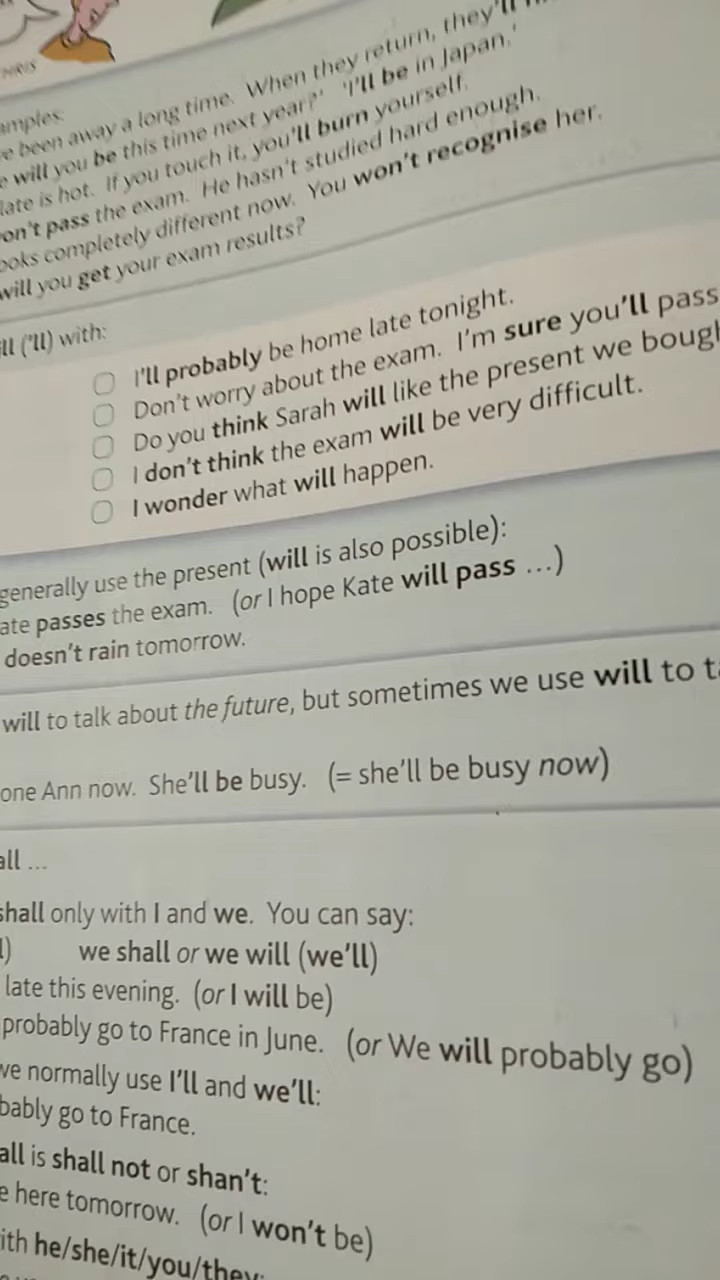 been away a long time. When they return, they'll
will you be this time next year?' 'I'll be in Japan.'
late is hot. If you touch it, you'll burn yourself.
on't pass the exam. He hasn't studied hard enough.
ooks completely different now. You won't recognise her.
will you get your exam results?
ill ('ll) with:
I'll probably be home late tonight.
Don't worry about the exam. I'm sure you'll pass
Do you think Sarah will like the present we bough
I don't think the exam will be very difficult.
I wonder what will happen.
generally use the present (will is also possible):
ate passes the exam. (or I hope Kate will pass ...)
doesn't rain tomorrow.
will to talk about the future, but sometimes we use will to ta
one Ann now. She'll be busy. (= she'll be busy now)
all ...
shall only with I and we. You can say:
l) we shall or we will (we'll)
late this evening. (or I will be)
probably go to France in June. (or We will probably go)
we normally use I'll and we'll:
bably go to France.
all is shall not or shan't:
e here tomorrow. (or I won't be)
ith he/she/it/you/they: